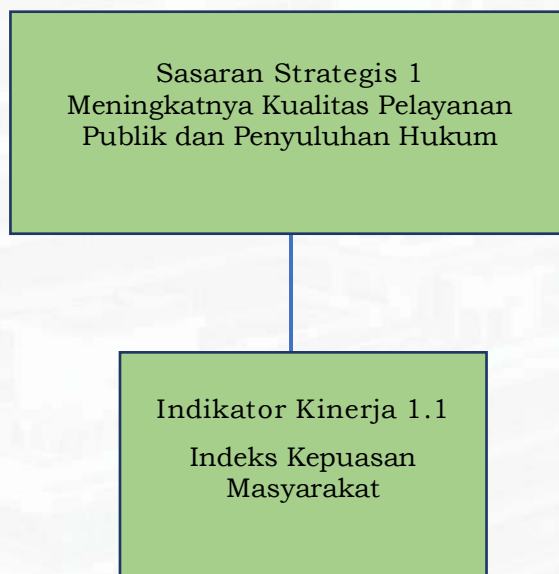 Sasaran Strategis 1
Meningkatnya Kualitas Pelayanan
Publik dan Penyuluhan Hukum
Indikator Kinerja 1.1
Indeks Kepuasan
Masyarakat